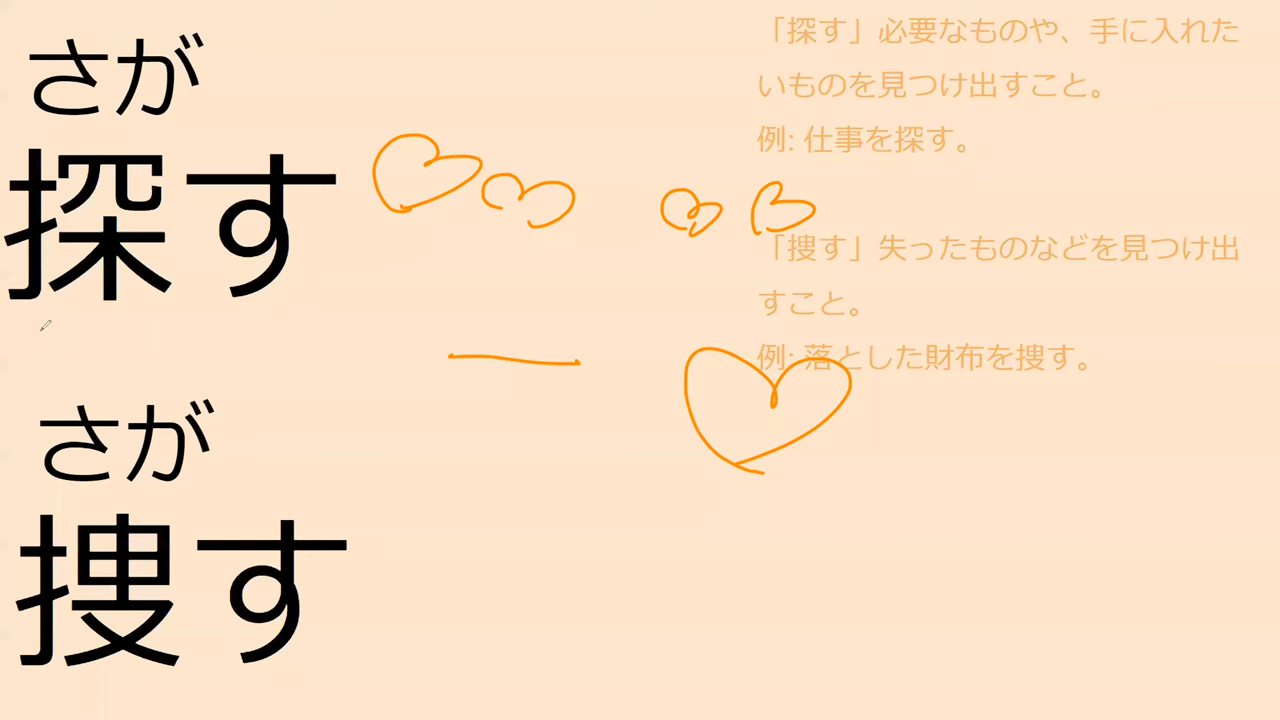 さが
探す
さが
捜す
「探す」必要なものや、手に入れた
いものを見つけ出すこと。
例: 仕事を探す。
「捜す」失ったものなどを見つけ出
すこと。
例: 落とした財布を捜す。